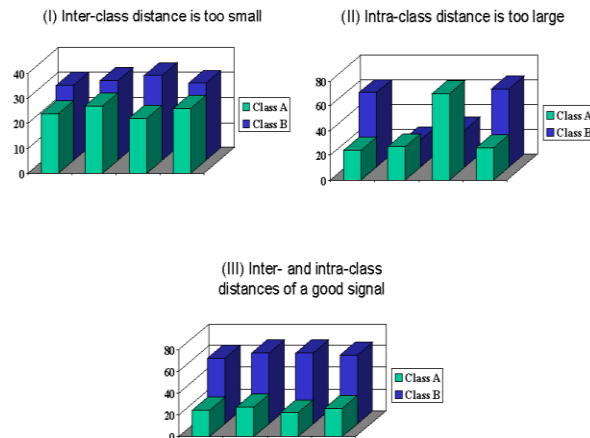 (I) Inter-class distance is too small
40
30
20
10
0
Class A
Class B
(II) Intra-class distance is too large
80
60
40
20
0
Class A
Class B
(III) Inter- and intra-class
distances of a good signal
80
60
40
20
0
Class A
Class B